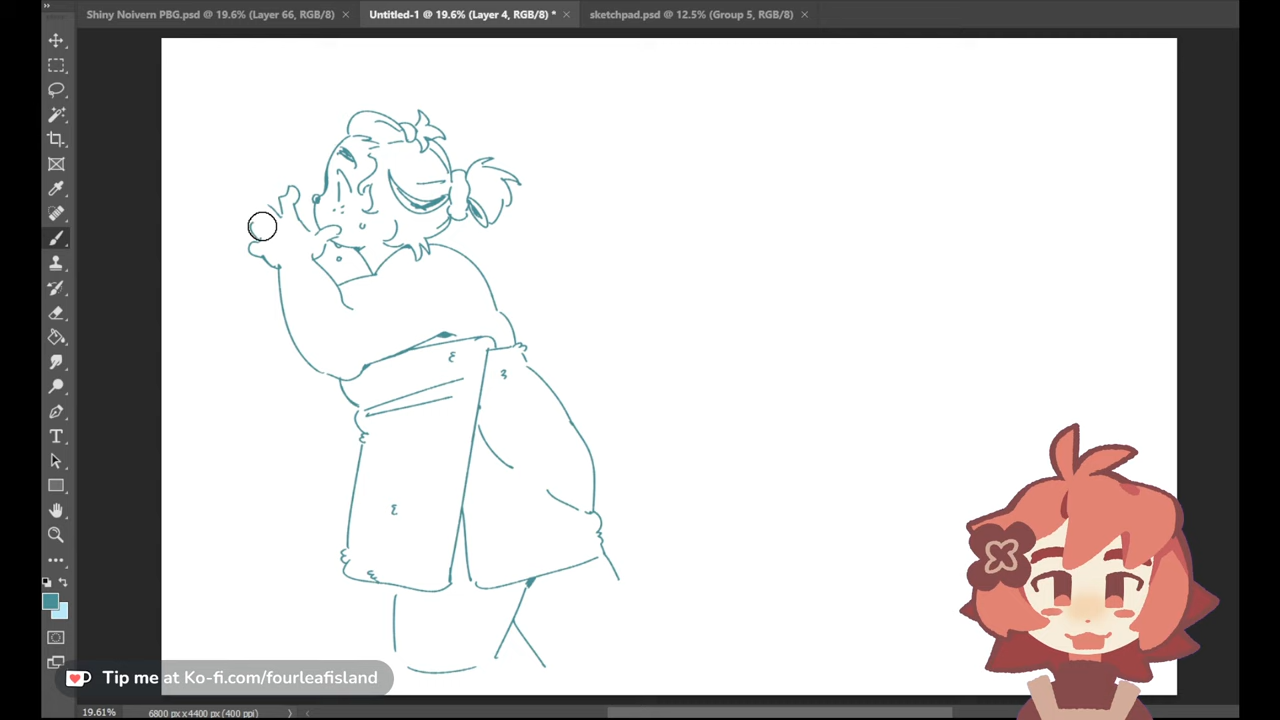 Shiny Noivern PBG.psd @ 19.6% (Layer 66, RGB/8) ×
Untitled-1 @ 19.6% (Layer 4, RGB/8) * ×
sketchpad.psd @ 12.5% (Group 5, RGB/8) ×
Tip me at Ko-fi.com/fourleafisland
19.61%
6800 px x 4400 px (400 ppi)